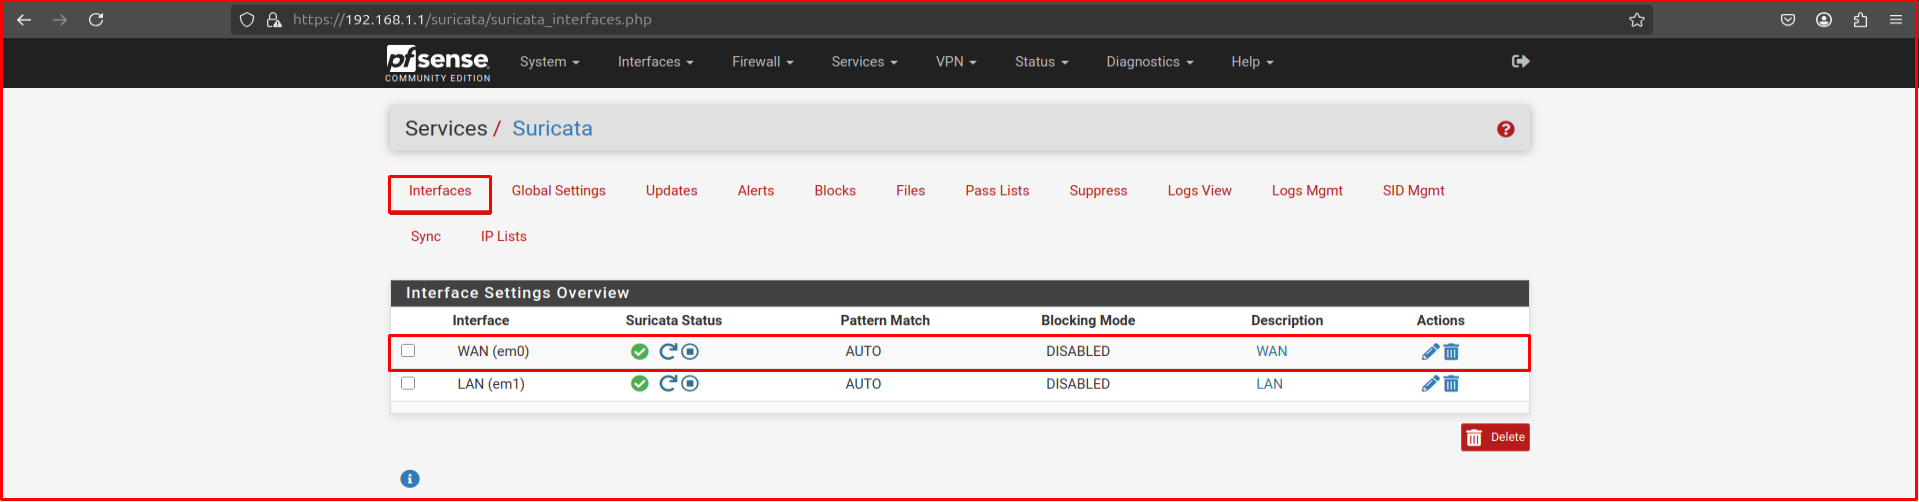 https://192.168.1.1/suricata/suricata_interfaces.php
pfsense
COMMUNITY EDITION
System Interfaces Firewall Services VPN Status Diagnostics Help
Services / Suricata
Interfaces Global Settings Updates Alerts Blocks Files Pass Lists Suppress Logs View Logs Mgmt SID Mgmt
Sync IP Lists
Interface Settings Overview
Interface Suricata Status Pattern Match Blocking Mode Description Actions
WAN (em0) AUTO DISABLED WAN
LAN (em1) AUTO DISABLED LAN
Delete